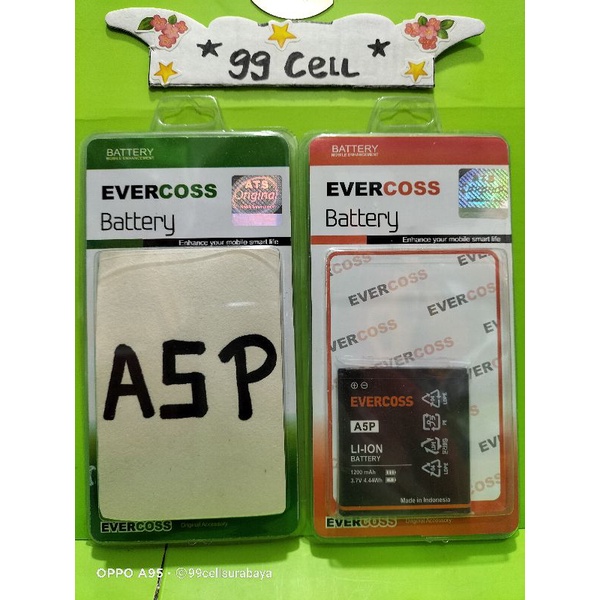 99 CELL
BATTERY
MOBILE ENHANCEMENT
EVERCOSS
Battery
ATS
Original
Enhance your mobile smart life
A5P
EVERCOSS
Original Accessory
BATTERY
MOBILE ENHANCEMENT
EVERCOSS
Battery
Enhance your mobile smart life
EVERCOSS
EVERCOSS
EVERCOSS
EVERCOSS
EVERCOSS
A5P
LI-ION
BATTERY
1200 mAh
3.7V 4.44Wh
Made in Indonesia
EVERCOSS
Original Accessory
OPPO A95 · ©99cellsurabaya